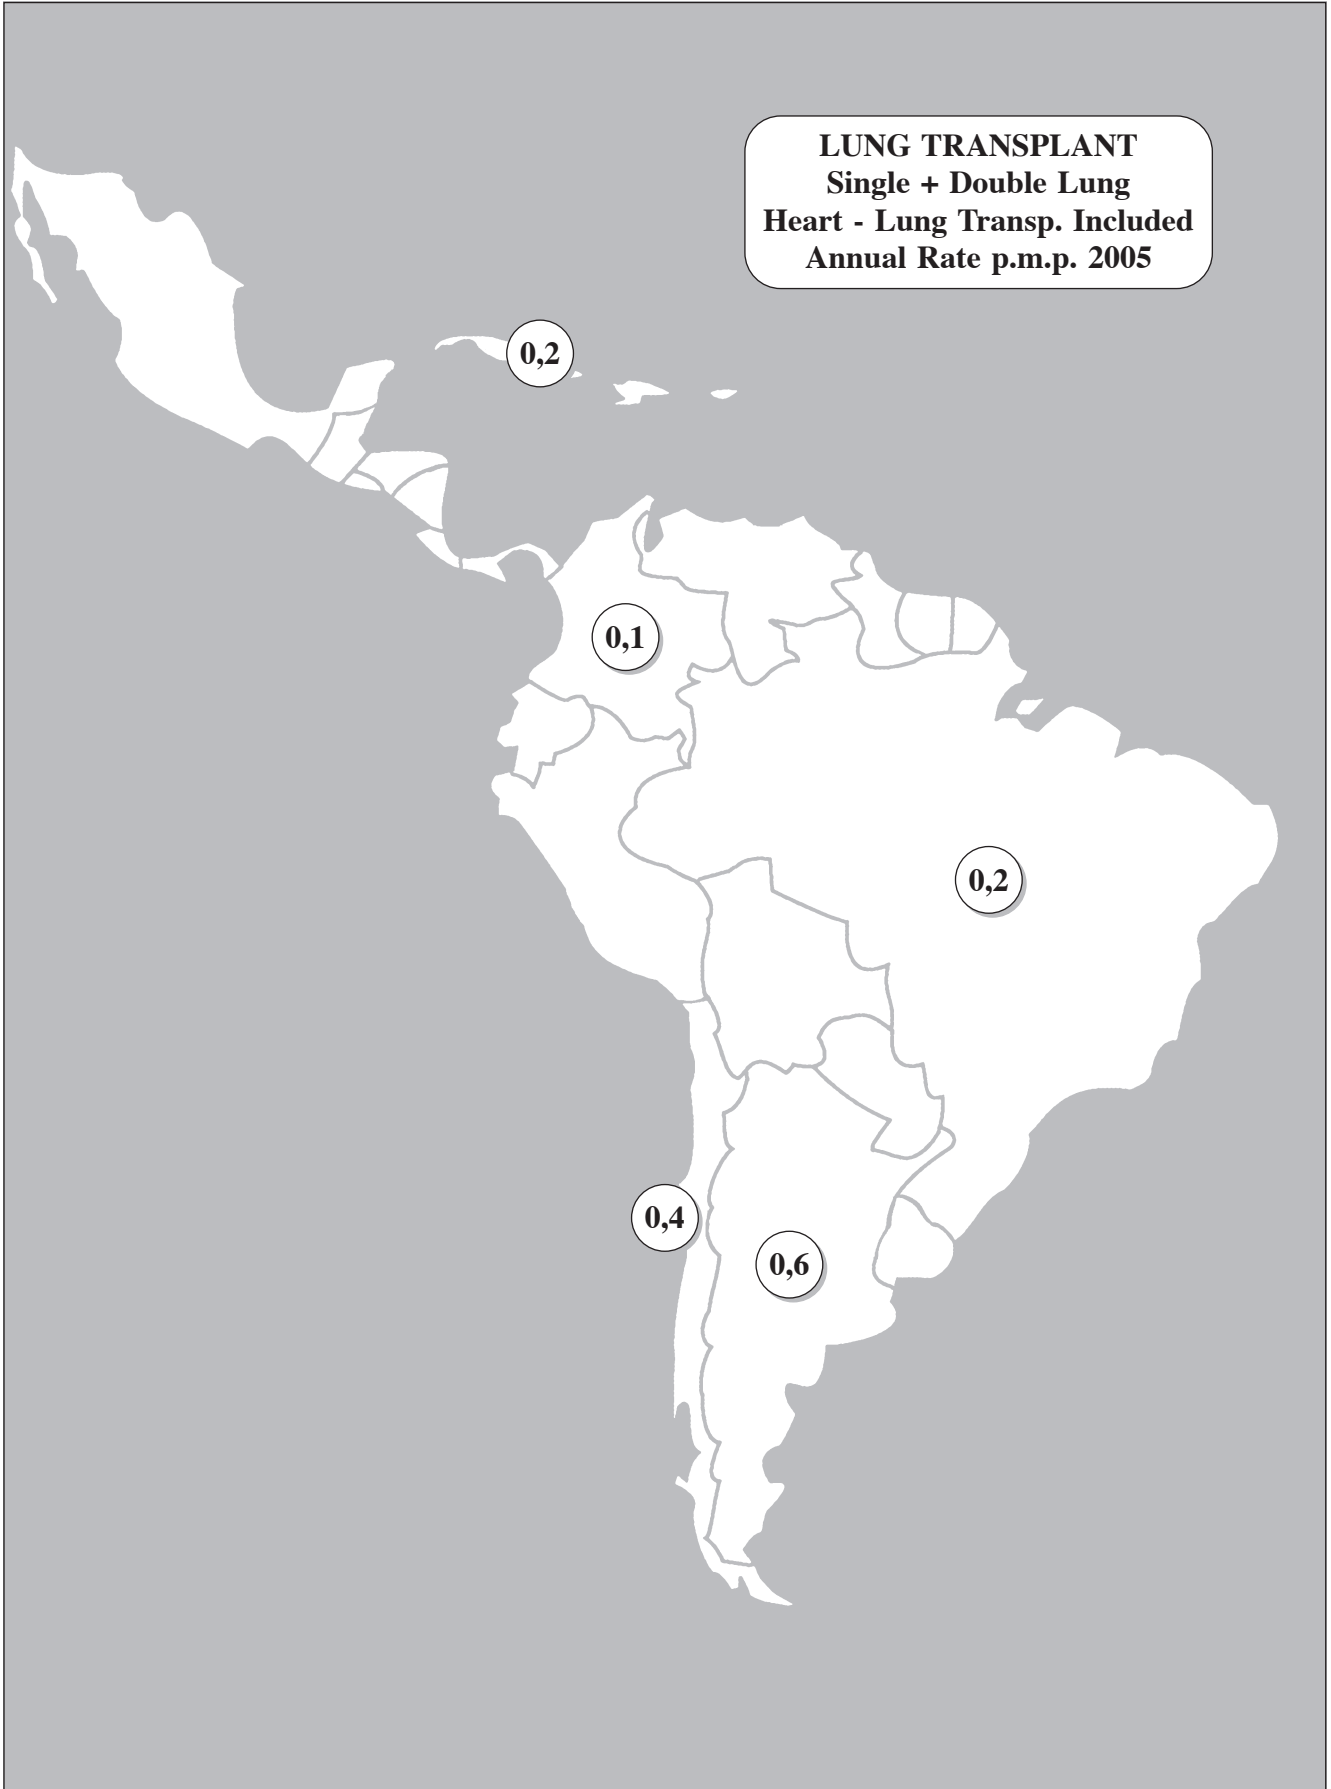 LUNG TRANSPLANT
Single + Double Lung
Heart - Lung Transp. Included
Annual Rate p.m.p. 2005
0,2
0,1
0,2
0,4
0,6